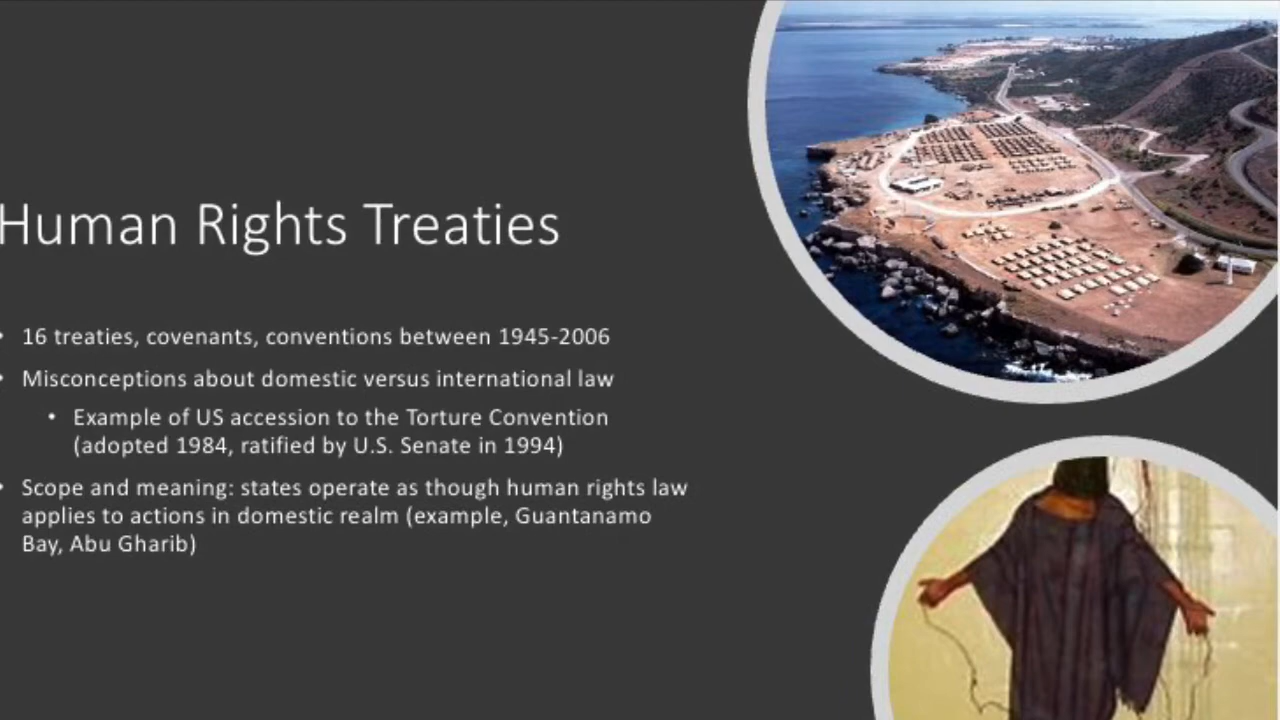 Human Rights Treaties
• 16 treaties, covenants, conventions between 1945-2006
• Misconceptions about domestic versus international law
• Example of US accession to the Torture Convention
(adopted 1984, ratified by U.S. Senate in 1994)
• Scope and meaning: states operate as though human rights law
applies to actions in domestic realm (example, Guantanamo
Bay, Abu Gharib)